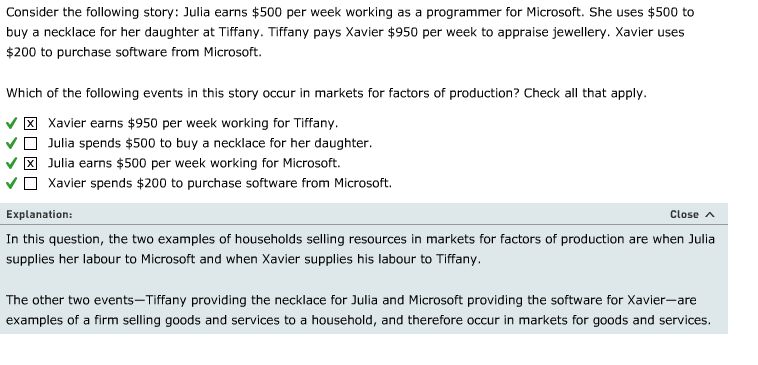 Consider the following story: Julia earns $500 per week working as a programmer for Microsoft. She uses $500 to
buy a necklace for her daughter at Tiffany. Tiffany pays Xavier $950 per week to appraise jewellery. Xavier uses
$200 to purchase software from Microsoft.
Which of the following events in this story occur in markets for factors of production? Check all that apply.
Xavier earns $950 per week working for Tiffany.
Julia spends $500 to buy a necklace for her daughter.
Julia earns $500 per week working for Microsoft.
Xavier spends $200 to purchase software from Microsoft.
Explanation: Close
In this question, the two examples of households selling resources in markets for factors of production are when Julia
supplies her labour to Microsoft and when Xavier supplies his labour to Tiffany.
The other two events—Tiffany providing the necklace for Julia and Microsoft providing the software for Xavier—are
examples of a firm selling goods and services to a household, and therefore occur in markets for goods and services.